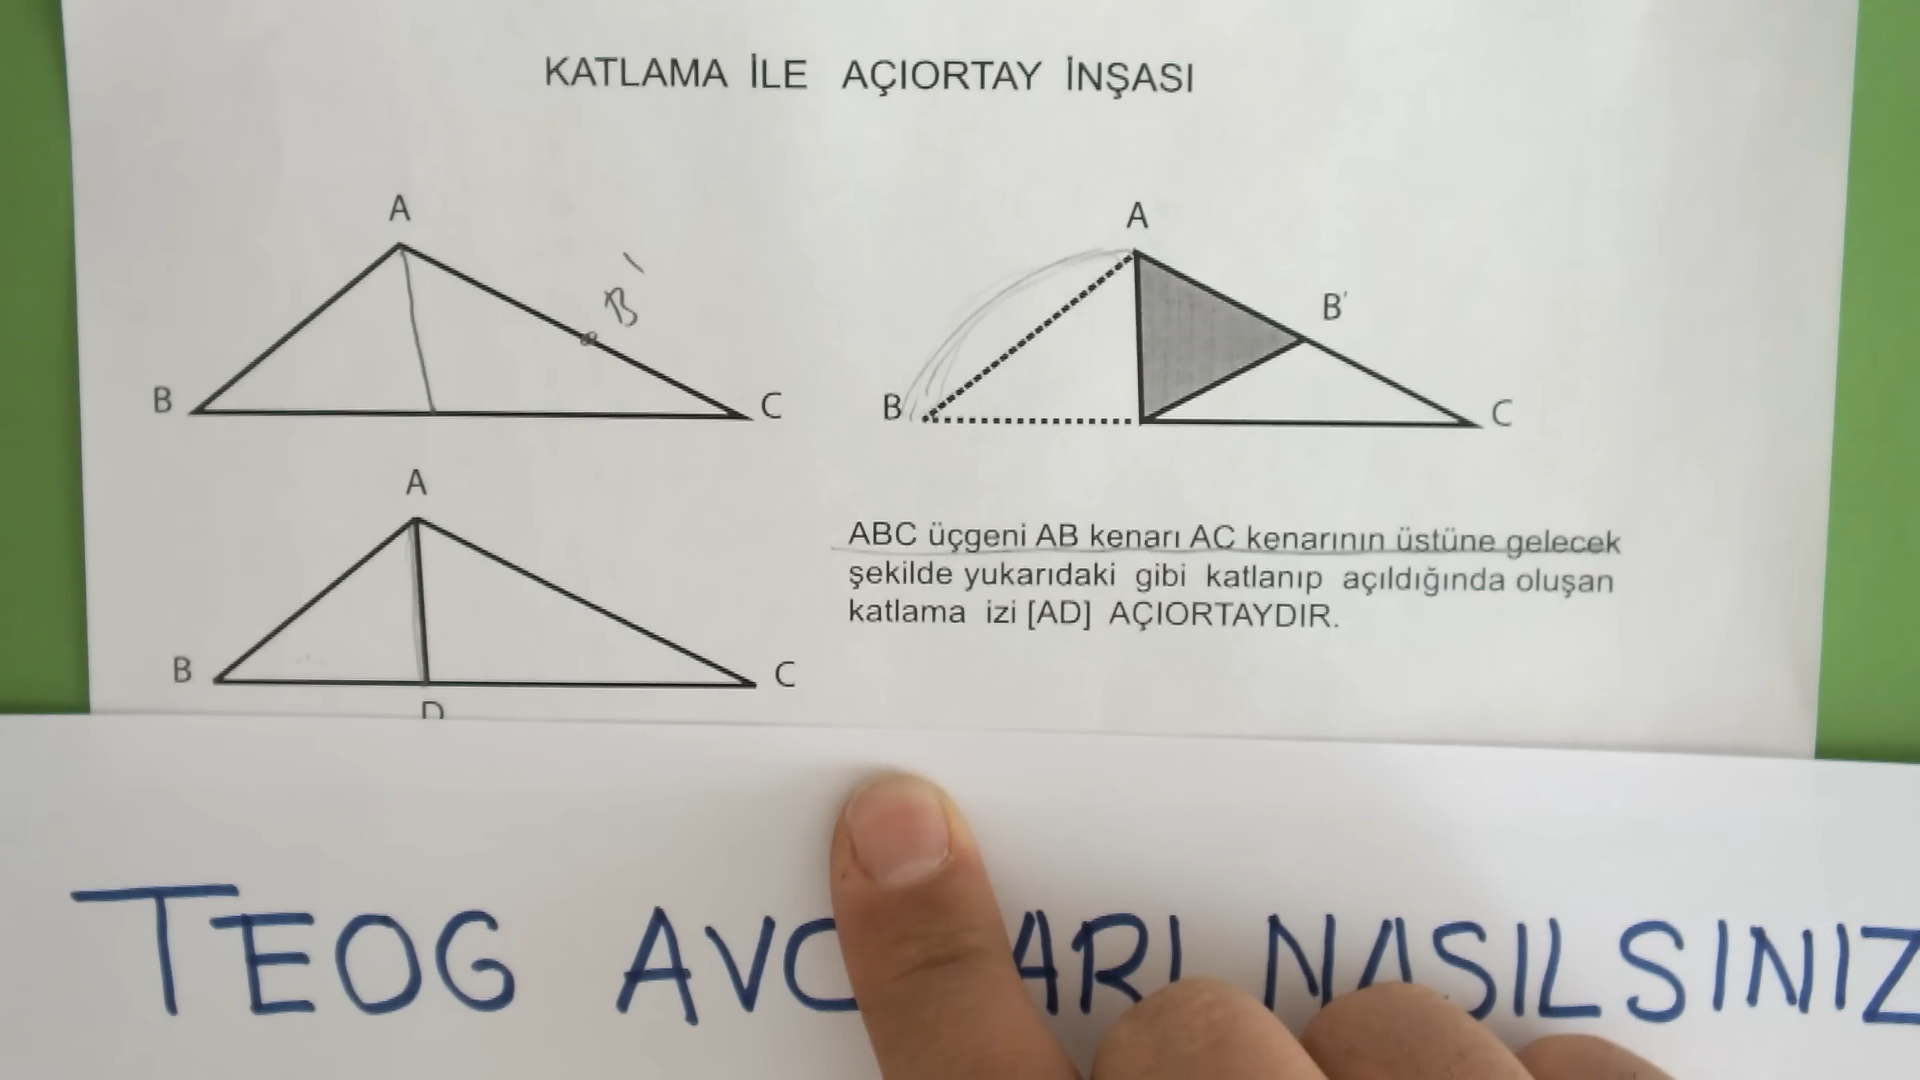 KATLAMA İLE AÇIORTAY İNŞASI
A
B'
B
C
A
B'
B
C
A
B
C
D
ABC üçgeni AB kenarı AC kenarının üstüne gelecek
şekilde yukarıdaki gibi katlanıp açıldığında oluşan
katlama izi [AD] AÇIORTAYDIR.
TEOG NASILSINIZ